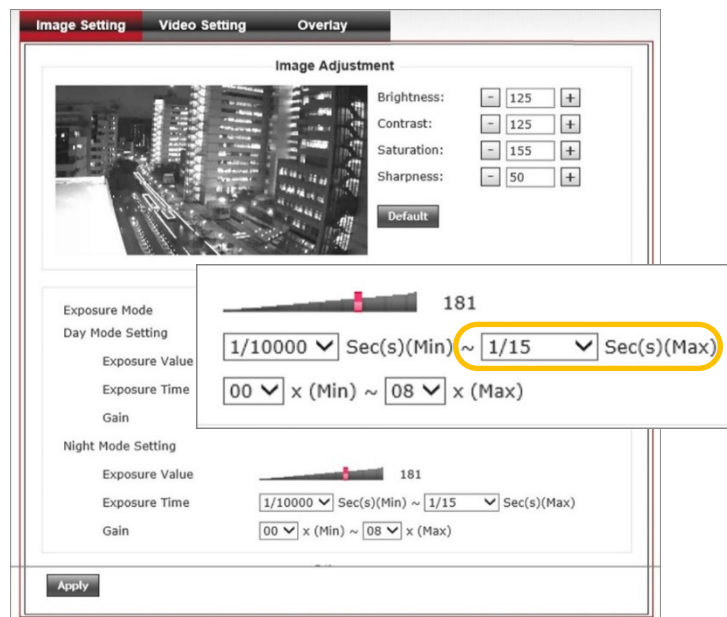 Image Setting Video Setting Overlay
Image Adjustment
Brightness: - 125 +
Contrast: - 125 +
Saturation: - 155 +
Sharpness: - 50 +
Default
Exposure Mode
Day Mode Setting
Exposure Value 181
Exposure Time 1/10000 Sec(s)(Min) ~ 1/15 Sec(s)(Max)
Gain 00 x (Min) ~ 08 x (Max)
Night Mode Setting
Exposure Value 181
Exposure Time 1/10000 Sec(s)(Min) ~ 1/15 Sec(s)(Max)
Gain 00 x (Min) ~ 08 x (Max)
Apply